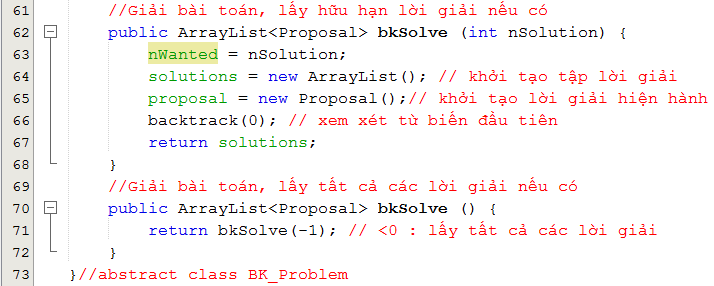 61 //Giải bài toán, lấy hữu hạn lời giải nếu có
62 public ArrayList<Proposal> bkSolve (int nSolution) {
63 nWanted = nSolution;
64 solutions = new ArrayList(); // khởi tạo tập lời giải
65 proposal = new Proposal();// khởi tạo lời giải hiện hành
66 backtrack(0); // xem xét từ biến đầu tiên
67 return solutions;
68 }
69 //Giải bài toán, lấy tất cả các lời giải nếu có
70 public ArrayList<Proposal> bkSolve () {
71 return bkSolve(-1); // <0 : lấy tất cả các lời giải
72 }
73 }//abstract class BK_Problem